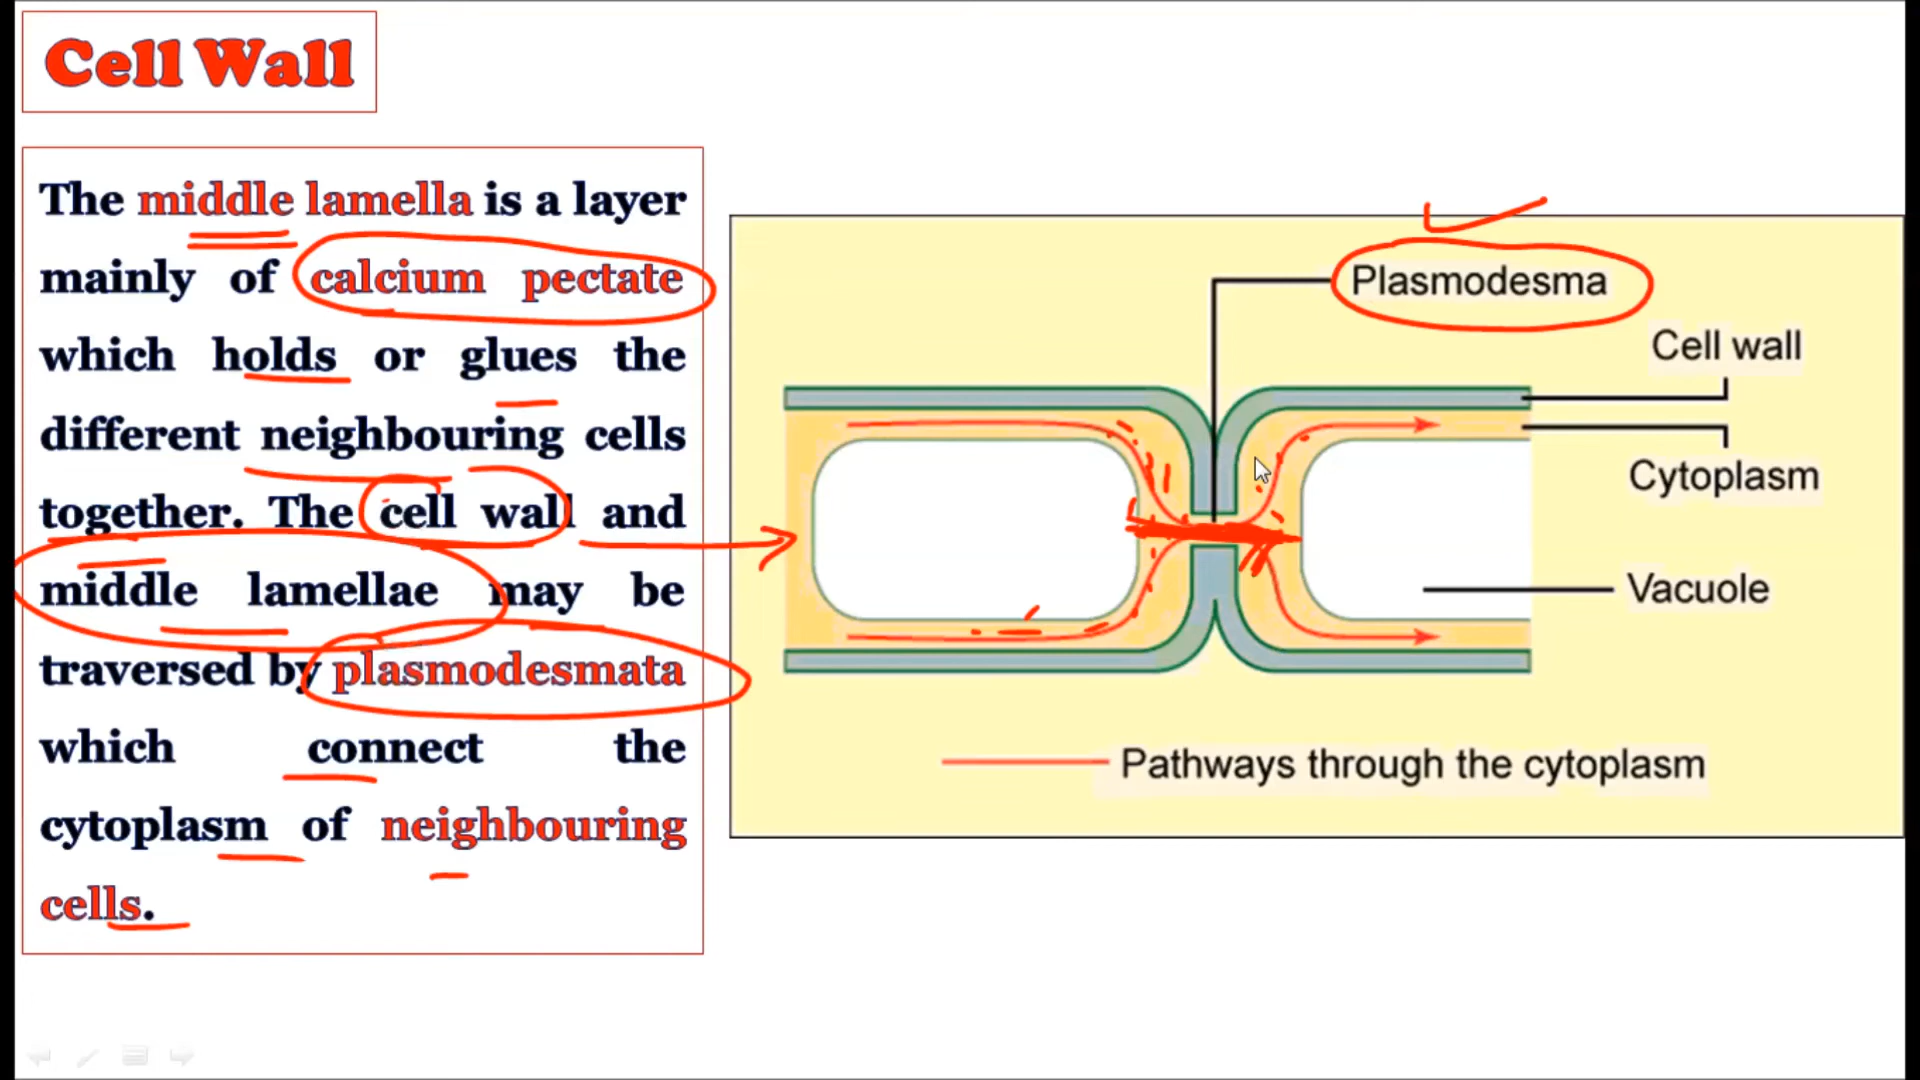 Cell Wall
The middle lamella is a layer
mainly of calcium pectate
which holds or glues the
different neighbouring cells
together. The cell wall and
middle lamellae may be
traversed by plasmodesmata
which connect the
cytoplasm of neighbouring
cells.
Plasmodesma
Cell wall
Cytoplasm
Vacuole
Pathways through the cytoplasm